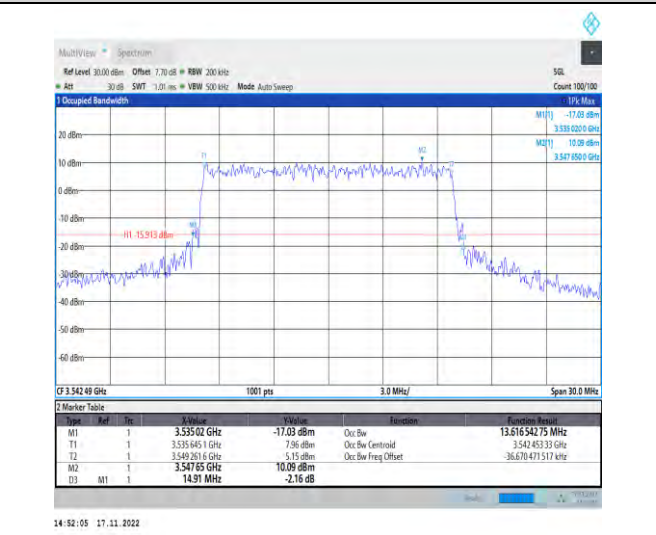 MultiView Spectrum
Ref Level 30.00 dBm Offset 7.70 dB RBW 200 kHz SGL
Att 30 dB SWT 1.01 ms VBW 500 kHz Mode Auto Sweep Count 100/100
1 Occupied Bandwidth 1Pk Max
M1[1] -17.03 dBm
3.535 020 0 GHz
20 dBm
M2[1] 10.09 dBm
3.547 650 0 GHz
M2
T1
10 dBm
0 dBm
-10 dBm
H1 -15.913 dBm
-20 dBm
-30 dBm
-40 dBm
-50 dBm
-60 dBm
CF 3.542 49 GHz 1001 pts 3.0 MHz/ Span 30.0 MHz
2 Marker Table
Type Ref Trc X-Value Y-Value Function Function Result
M1 1 3.535 02 GHz -17.03 dBm Occ Bw 13.616 542 75 MHz
T1 1 3.535 645 1 GHz 7.96 dBm Occ Bw Centroid 3.542 453 33 GHz
T2 1 3.549 261 6 GHz 5.15 dBm Occ Bw Freq Offset -36.670 471 517 kHz
M2 1 3.547 65 GHz 10.09 dBm
D3 M1 1 14.91 MHz -2.16 dB
14:52:05 17.11.2022